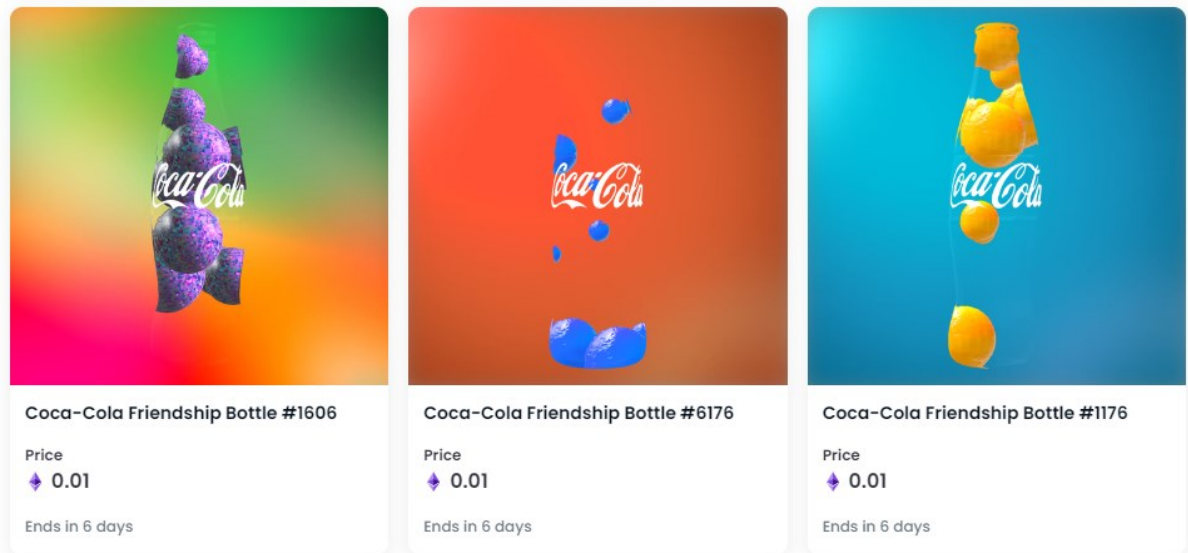 Coca-Cola
Coca-Cola Friendship Bottle #1606
Price
0.01
Ends in 6 days
Coca-Cola
Coca-Cola Friendship Bottle #6176
Price
0.01
Ends in 6 days
Coca-Cola
Coca-Cola Friendship Bottle #1176
Price
0.01
Ends in 6 days